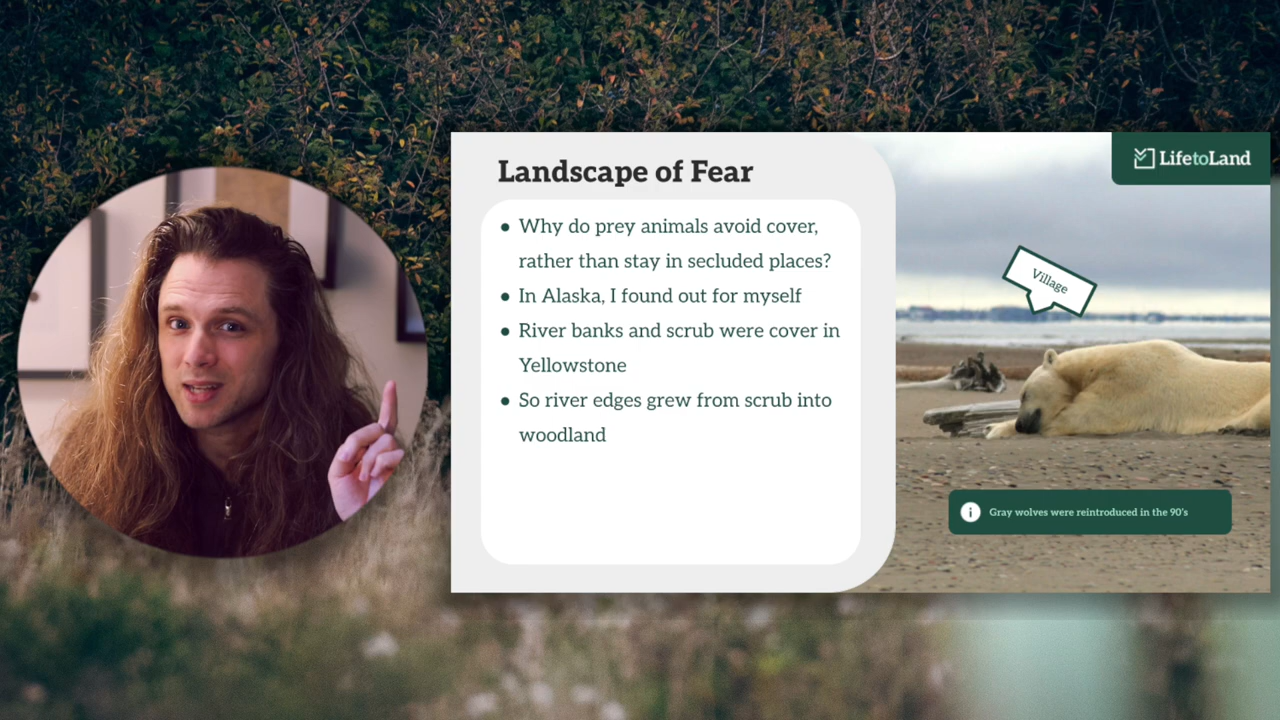 Landscape of Fear
LifetoLand
• Why do prey animals avoid cover,
rather than stay in secluded places?
• In Alaska, I found out for myself
• River banks and scrub were cover in
Yellowstone
• So river edges grew from scrub into
woodland
Village
i Gray wolves were reintroduced in the 90's